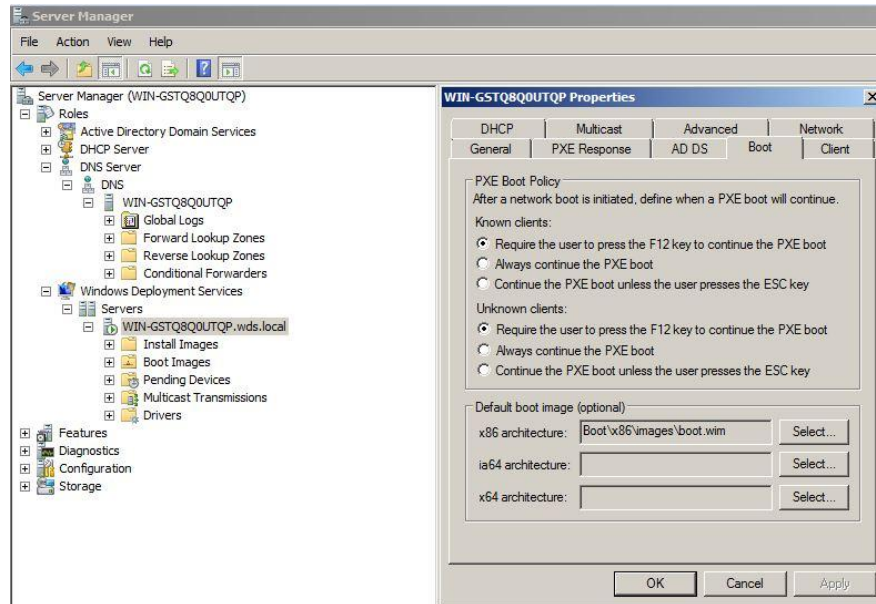 Server Manager
File Action View Help
Server Manager (WIN-GSTQ8Q0UTQP)
Roles
Active Directory Domain Services
DHCP Server
DNS Server
DNS
WIN-GSTQ8Q0UTQP
Global Logs
Forward Lookup Zones
Reverse Lookup Zones
Conditional Forwarders
Windows Deployment Services
Servers
WIN-GSTQ8Q0UTQP.wds.local
Install Images
Boot Images
Pending Devices
Multicast Transmissions
Drivers
Features
Diagnostics
Configuration
Storage
WIN-GSTQ8Q0UTQP Properties
DHCP Multicast Advanced Network
General PXE Response AD DS Boot Client
PXE Boot Policy
After a network boot is initiated, define when a PXE boot will continue.
Known clients:
Require the user to press the F12 key to continue the PXE boot
Always continue the PXE boot
Continue the PXE boot unless the user presses the ESC key
Unknown clients:
Require the user to press the F12 key to continue the PXE boot
Always continue the PXE boot
Continue the PXE boot unless the user presses the ESC key
Default boot image (optional)
x86 architecture: Boot\x86\images\boot.wim Select...
ia64 architecture: Select...
x64 architecture: Select...
OK Cancel Apply